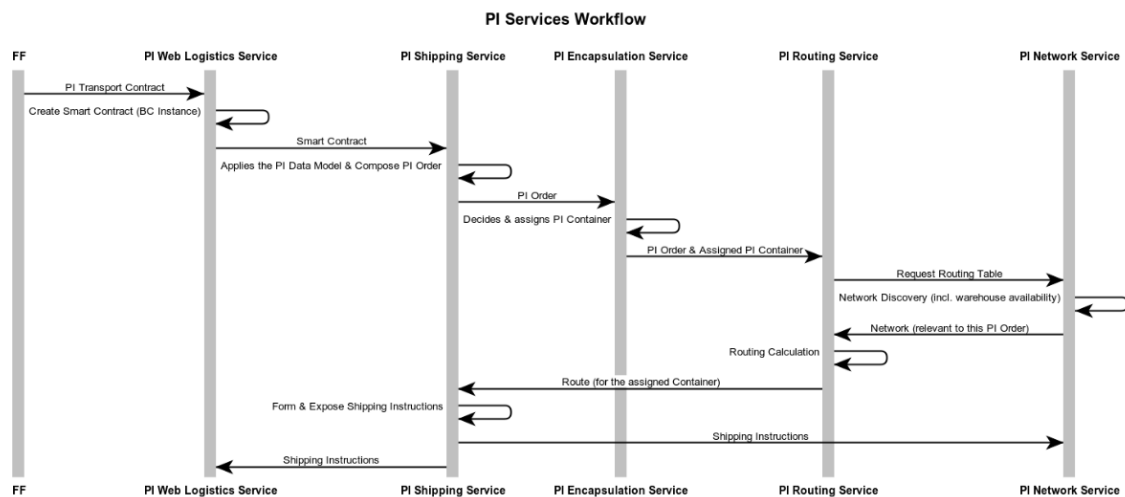 PI Services Workflow
FF PI Web Logistics Service PI Shipping Service PI Encapsulation Service PI Routing Service PI Network Service
PI Transport Contract
Create Smart Contract (BC Instance)
Smart Contract
Applies the PI Data Model & Compose PI Order
PI Order
Decides & assigns PI Container
PI Order & Assigned PI Container
Request Routing Table
Network Discovery (incl. warehouse availability)
Network (relevant to this PI Order)
Routing Calculation
Route (for the assigned Container)
Form & Expose Shipping Instructions
Shipping Instructions
Shipping Instructions
FF PI Web Logistics Service PI Shipping Service PI Encapsulation Service PI Routing Service PI Network Service